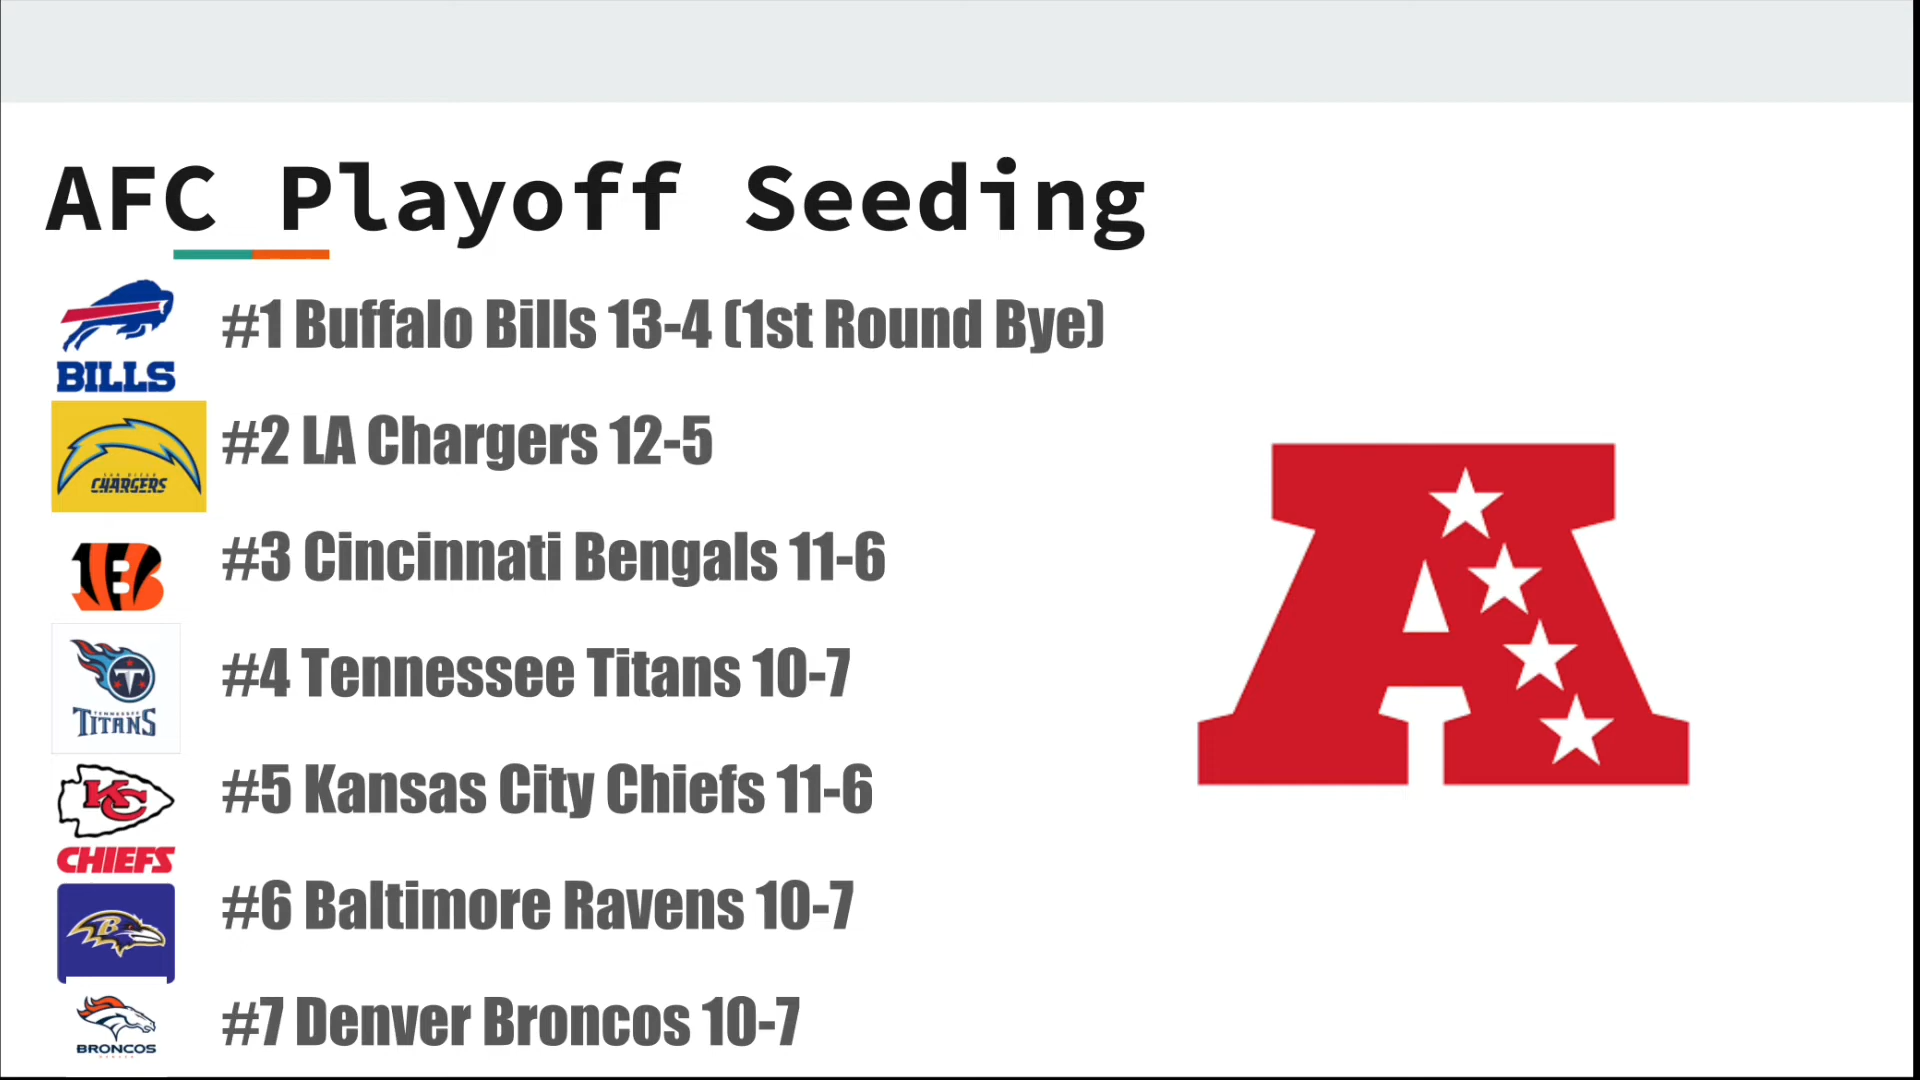 AFC Playoff Seeding
BILLS
#1 Buffalo Bills 13-4 (1st Round Bye)
CHARGERS
#2 LA Chargers 12-5
#3 Cincinnati Bengals 11-6
#4 Tennessee Titans 10-7
T
TENNESSEE
TITANS
KC
CHIEFS
#5 Kansas City Chiefs 11-6
B
#6 Baltimore Ravens 10-7
BRONCOS
#7 Denver Broncos 10-7
A